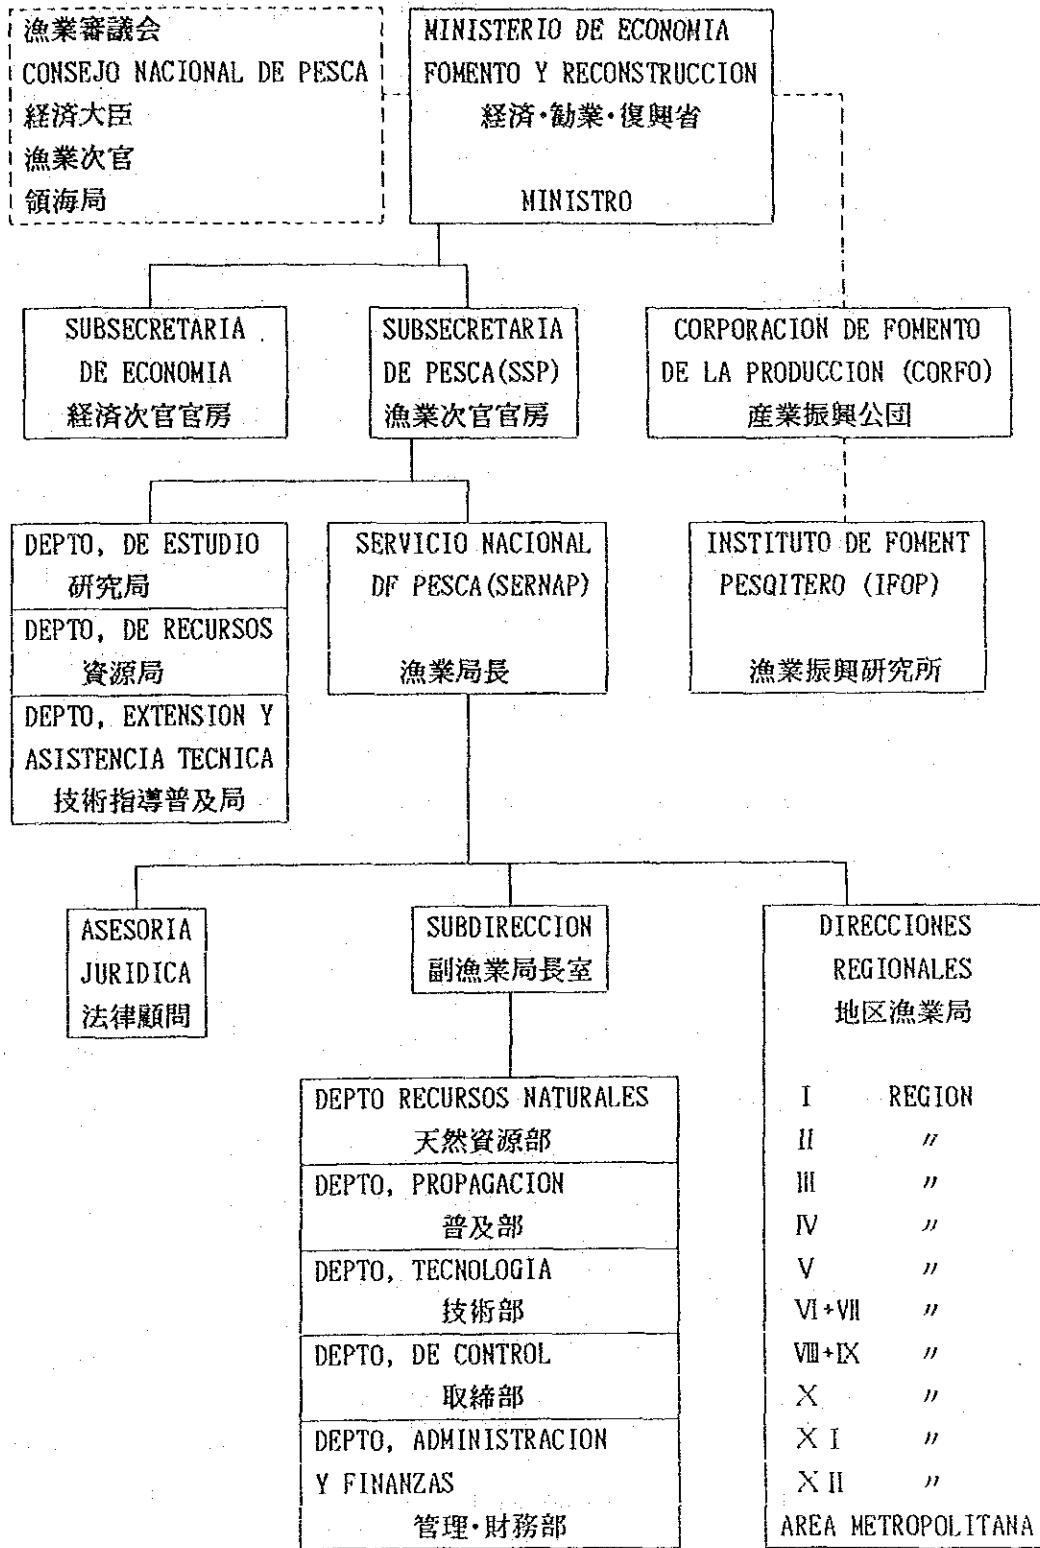 漁業審議会
CONSEJO NACIONAL DE PESCA
経済大臣
漁業次官
領海局
MINISTERIO DE ECONOMIA
FOMENTO Y RECONSTRUCCION
経済・勧業・復興省
MINISTRO
SUBSECRETARIA
DE ECONOMIA
経済次官官房
SUBSECRETARIA
DE PESCA(SSP)
漁業次官官房
CORPORACION DE FOMENTO
DE LA PRODUCCION (CORFO)
産業振興公団
DEPTO, DE ESTUDIO
研究局
DEPTO, DE RECURSOS
資源局
DEPTO, EXTENSION Y
ASISTENCIA TECNICA
技術指導普及局
SERVICIO NACIONAL
DF PESCA(SERNAP)
漁業局長
INSTITUTO DE FOMENT
PESQITERO (IFOP)
漁業振興研究所
ASESORIA
JURIDICA
法律顧問
SUBDIRECCION
副漁業局長室
DEPTO RECURSOS NATURALES
天然資源部
DEPTO, PROPAGACION
普及部
DEPTO, TECNOLOGIA
技術部
DEPTO, DE CONTROL
取締部
DEPTO, ADMINISTRACION
Y FINANZAS
管理・財務部
DIRECCIONES
REGIONALES
地区漁業局
I REGION
II 〃
III 〃
IV 〃
V 〃
VI+VII 〃
VIII+IX 〃
X 〃
XI 〃
XII 〃
AREA METROPOLITANA